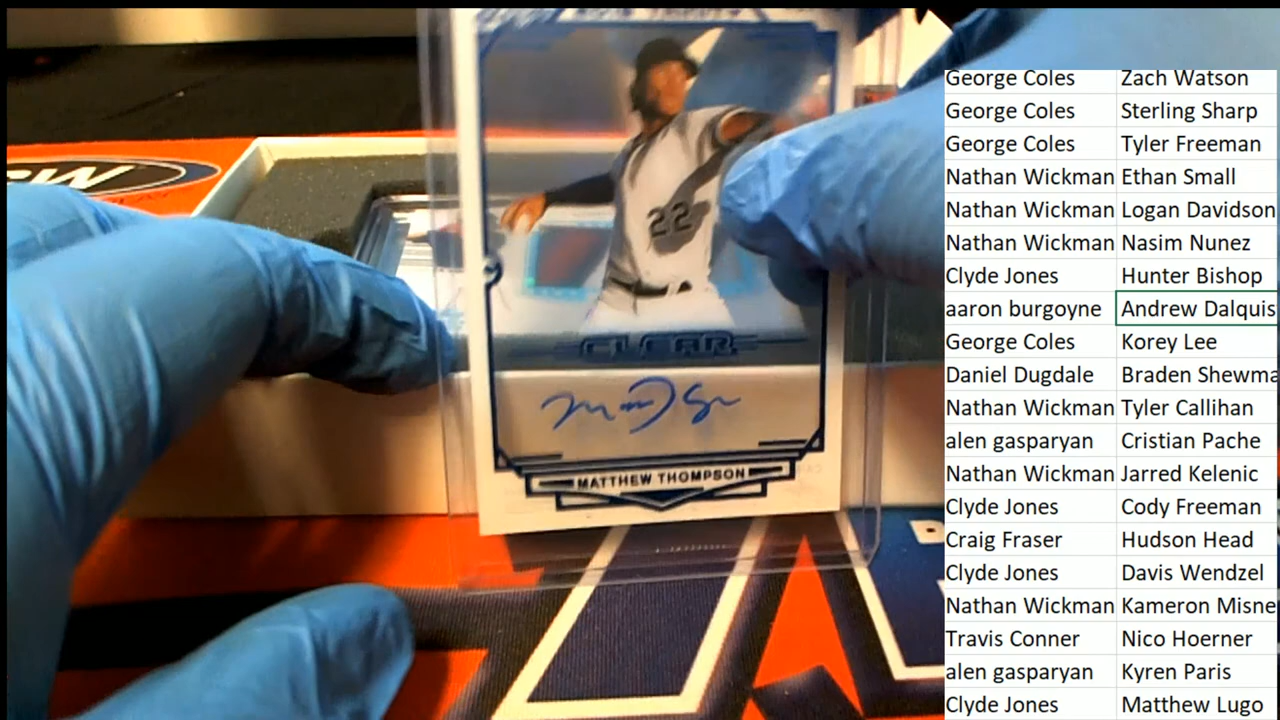 22
CLEAR
MATTHEW THOMPSON
George Coles Zach Watson
George Coles Sterling Sharp
George Coles Tyler Freeman
Nathan Wickman Ethan Small
Nathan Wickman Logan Davidson
Nathan Wickman Nasim Nunez
Clyde Jones Hunter Bishop
aaron burgoyne Andrew Dalquis
George Coles Korey Lee
Daniel Dugdale Braden Shewma
Nathan Wickman Tyler Callihan
alen gasparyan Cristian Pache
Nathan Wickman Jarred Kelenic
Clyde Jones Cody Freeman
Craig Fraser Hudson Head
Clyde Jones Davis Wendzel
Nathan Wickman Kameron Misne
Travis Conner Nico Hoerner
alen gasparyan Kyren Paris
Clyde Jones Matthew Lugo